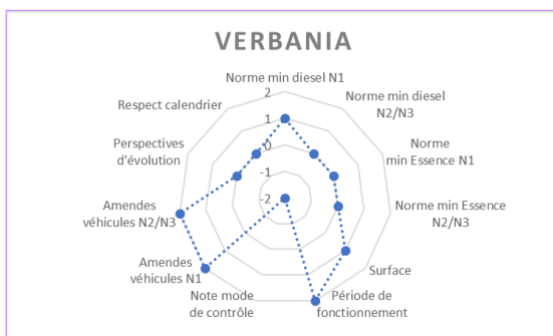 VERBANIA
Norme min diesel N1
Norme min diesel
N2/N3
Norme
min Essence N1
Norme min Essence
N2/N3
Surface
Période de
fonctionnement
Note mode
de contrôle
Amendes
véhicules N1
Amendes
véhicules N2/N3
Perspectives
d'évolution
Respect calendrier
2
1
0
-1
-2